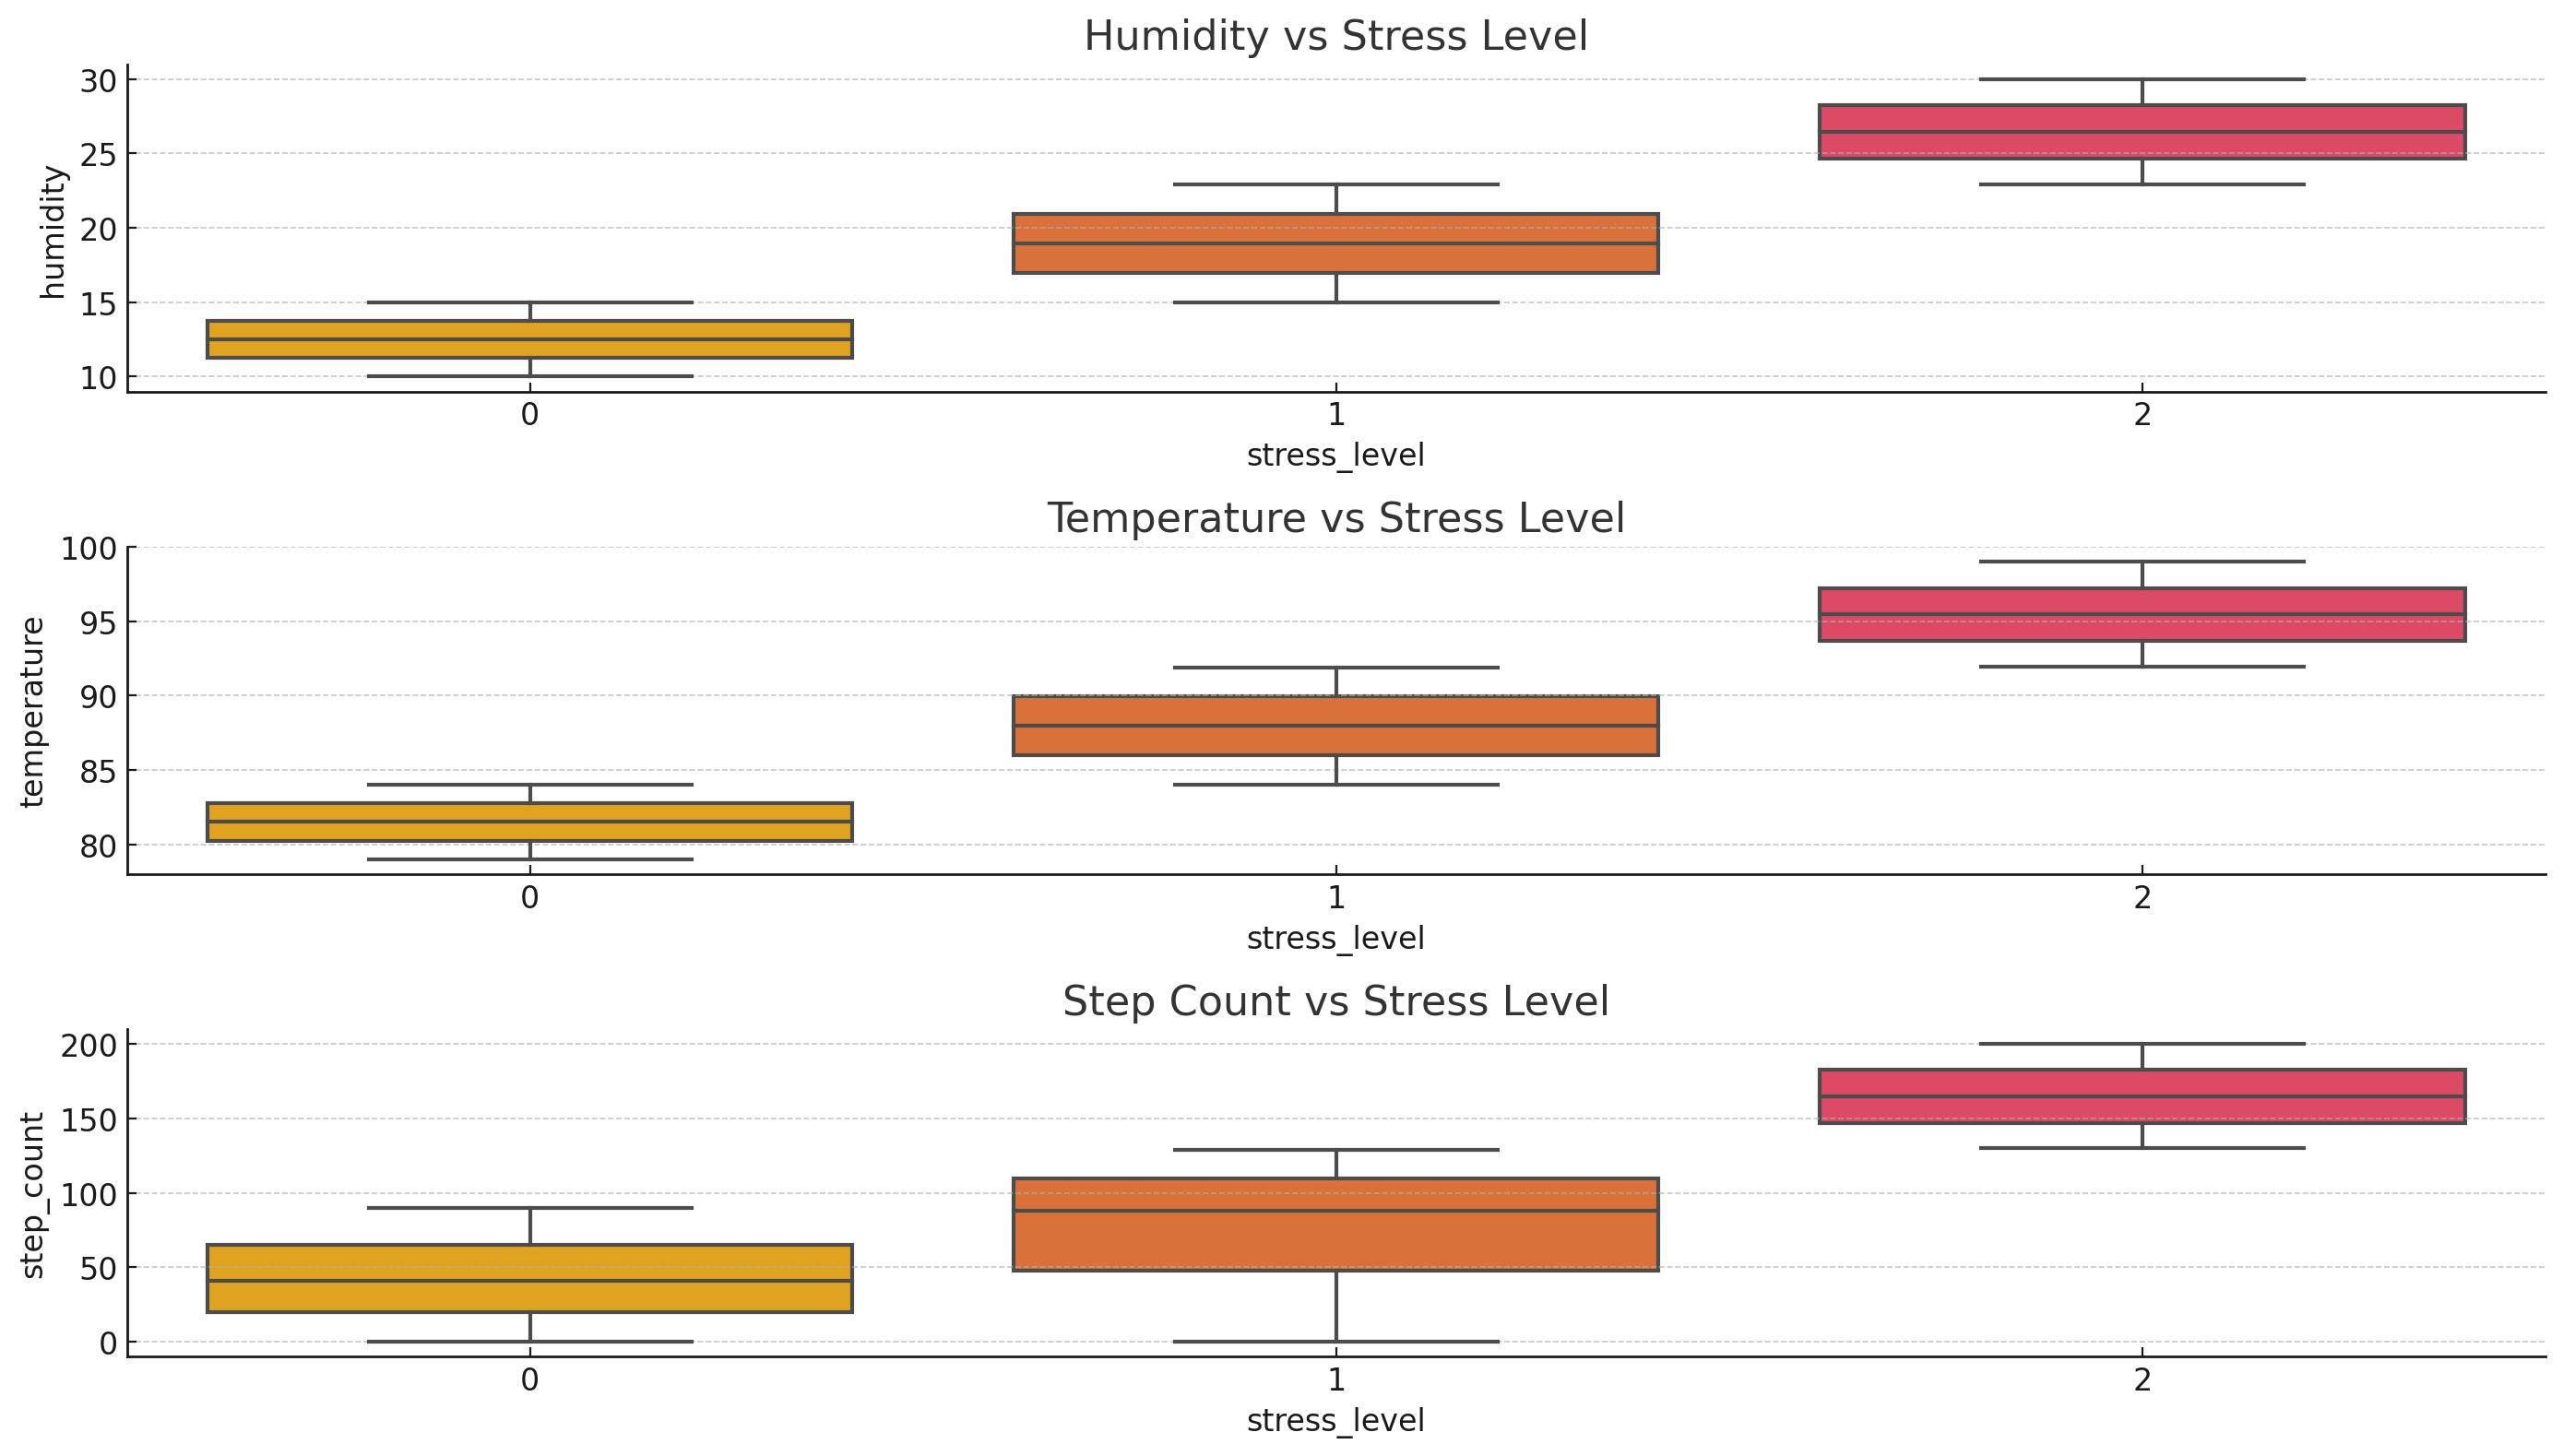 Humidity vs Stress Level
30
25
20
15
10
humidity
0 1 2
stress_level
Temperature vs Stress Level
100
95
90
85
80
temperature
0 1 2
stress_level
Step Count vs Stress Level
200
150
100
50
0
step_count
0 1 2
stress_level